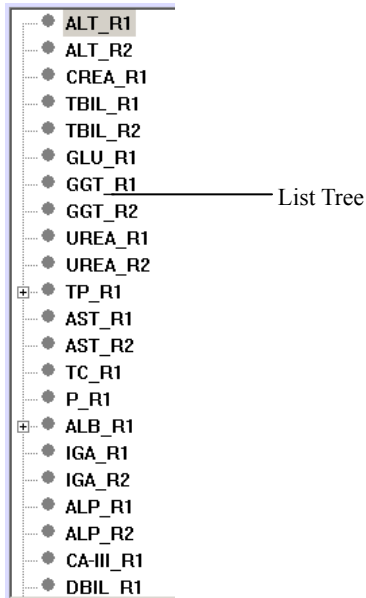 ALT_R1
ALT_R2
CREA_R1
TBIL_R1
TBIL_R2
GLU_R1
GGT_R1
List Tree
GGT_R2
UREA_R1
UREA_R2
TP_R1
AST_R1
AST_R2
TC_R1
P_R1
ALB_R1
IGA_R1
IGA_R2
ALP_R1
ALP_R2
CA-III_R1
DBIL_R1